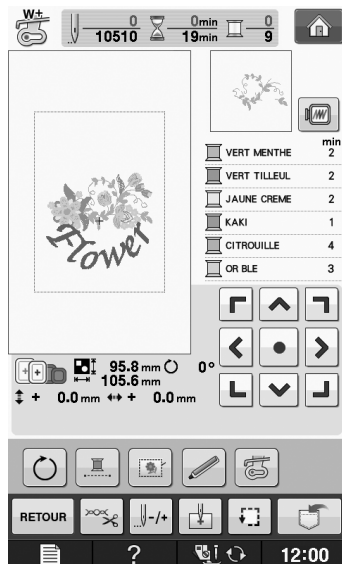 W+
0 0min 0
10510 19min 9
min
VERT MENTHE 2
VERT TILLEUL 2
JAUNE CREME 2
KAKI 1
CITROUILLE 4
OR BLE 3
Flower
95.8 mm 0°
105.6 mm
+ 0.0 mm + 0.0 mm
RETOUR -/+
? 12:00